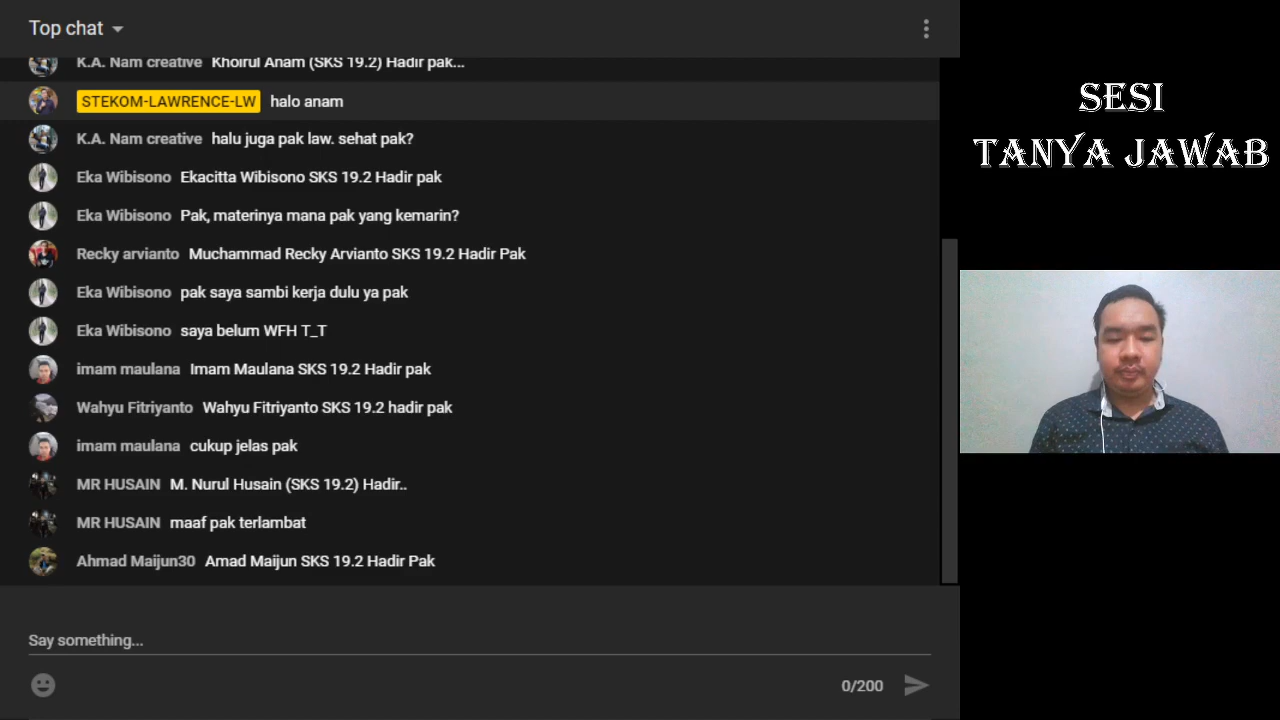 Top chat
K.A. Nam creative Khoirul Anam (SKS 19.2) Hadir pak...
STEKOM-LAWRENCE-LW halo anam
K.A. Nam creative halu juga pak law. sehat pak?
Eka Wibisono Ekacitta Wibisono SKS 19.2 Hadir pak
Eka Wibisono Pak, materinya mana pak yang kemarin?
Recky arvianto Muchammad Recky Arvianto SKS 19.2 Hadir Pak
Eka Wibisono pak saya sambi kerja dulu ya pak
Eka Wibisono saya belum WFH T_T
imam maulana Imam Maulana SKS 19.2 Hadir pak
Wahyu Fitriyanto Wahyu Fitriyanto SKS 19.2 hadir pak
imam maulana cukup jelas pak
MR HUSAIN M. Nurul Husain (SKS 19.2) Hadir..
MR HUSAIN maaf pak terlambat
Ahmad Maijun30 Amad Maijun SKS 19.2 Hadir Pak
Say something...
0/200
SESI
TANYA JAWAB